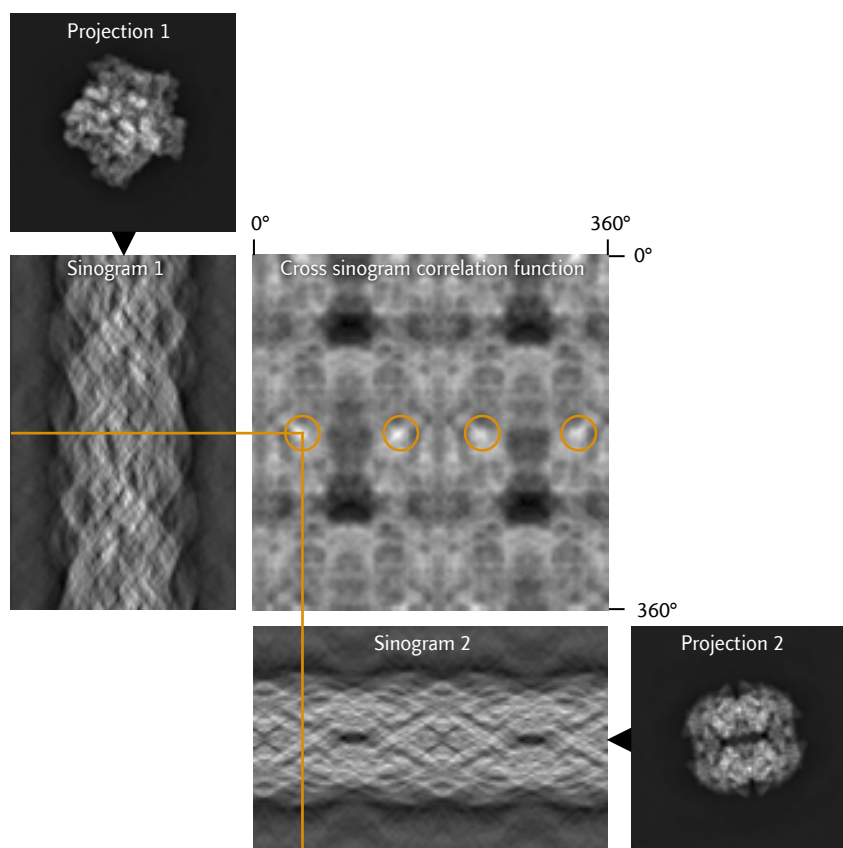 Projection 1
0°
360°
Sinogram 1
Cross sinogram correlation function
0°
360°
Sinogram 2
Projection 2